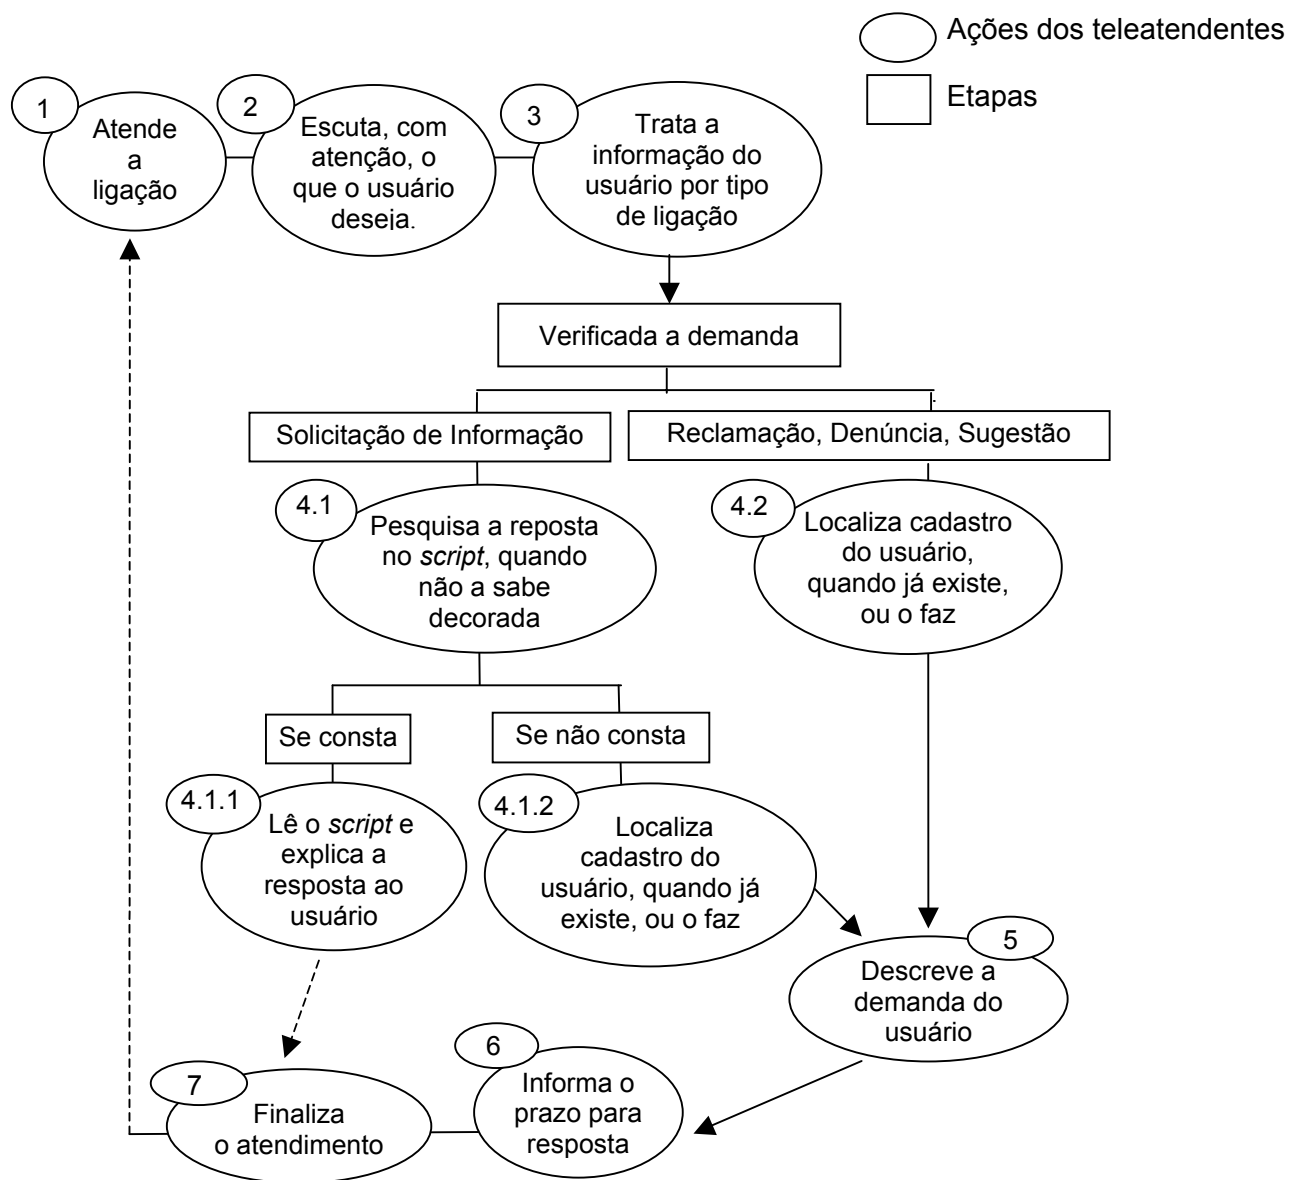 Ações dos teleatendentes
Etapas
1
Atende
a
ligação
2
Escuta, com
atenção, o
que o usuário
deseja.
3
Trata a
informação do
usuário por tipo
de ligação
Verificada a demanda
Solicitação de Informação
Reclamação, Denúncia, Sugestão
4.1
Pesquisa a reposta
no script, quando
não a sabe
decorada
4.2
Localiza cadastro
do usuário,
quando já existe,
ou o faz
Se consta
Se não consta
4.1.1
Lê o script e
explica a
resposta ao
usuário
4.1.2
Localiza
cadastro do
usuário, quando já
existe, ou o faz
5
Descreve a
demanda do
usuário
6
Informa o
prazo para
resposta
7
Finaliza
o atendimento